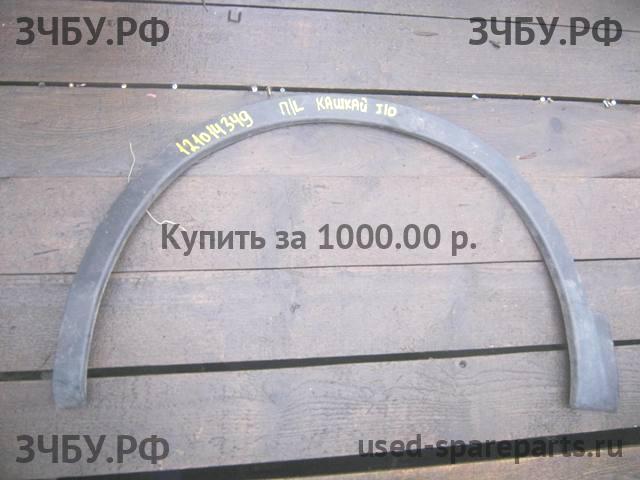 ЗЧБУ.РФ ЗЧБУ.РФ
П/L КАШКАЙ J10
121014349
Купить за 1000.00 р.
ЗЧБУ.РФ used-spareparts.ru